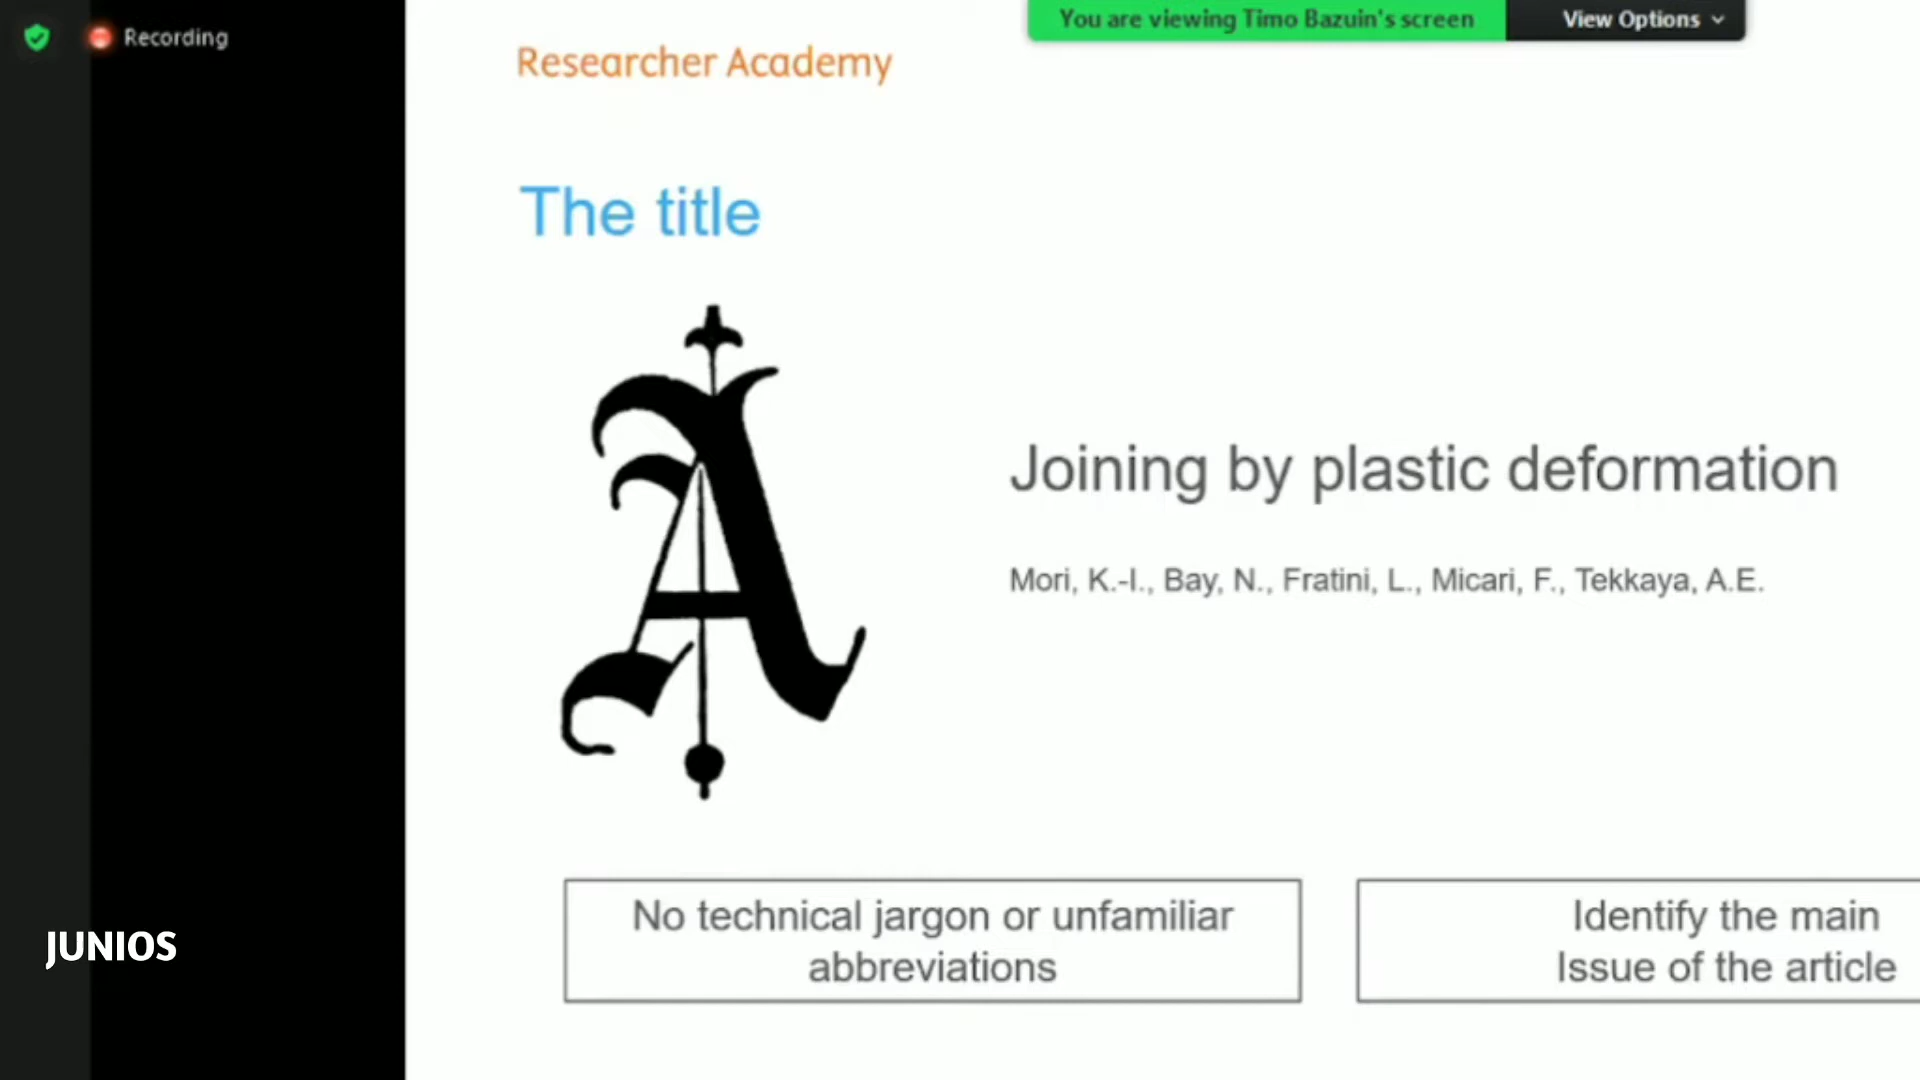 Recording
You are viewing Timo Bazuin's screen
View Options
Researcher Academy
The title
A
Joining by plastic deformation
Mori, K.-I., Bay, N., Fratini, L., Micari, F., Tekkaya, A.E.
No technical jargon or unfamiliar
abbreviations
Identify the main
Issue of the article
JUNIOS